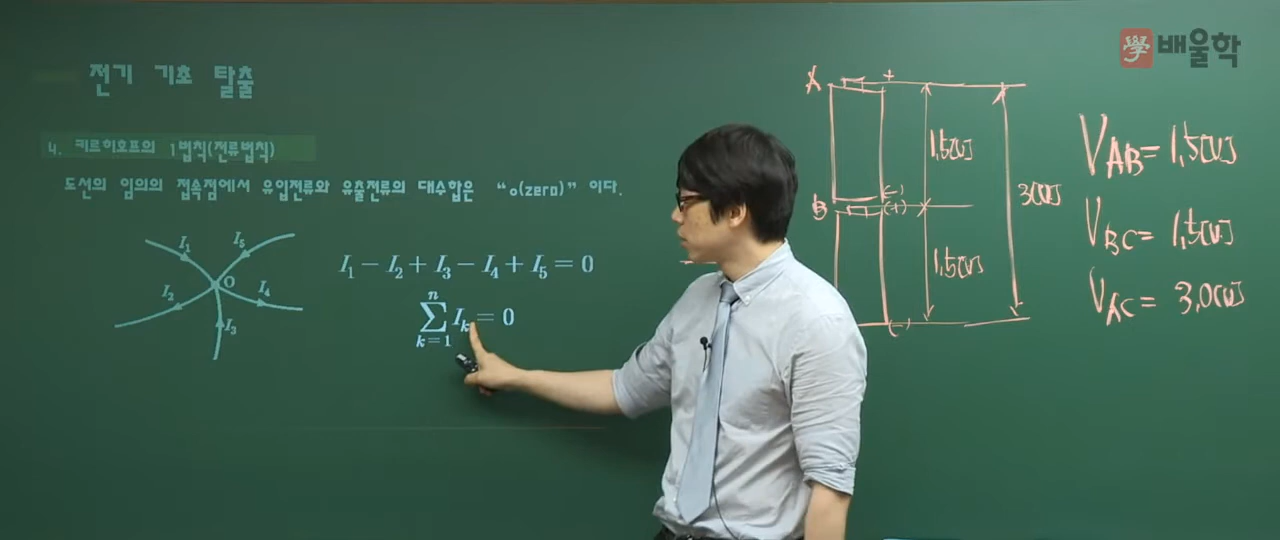 전기 기초 탈출
4. 키르히호프의 1법칙(전류법칙)
도선의 임의의 접속점에서 유입전류와 유출전류의 대수합은 "0(zero)" 이다.
I₁
I₅
O
I₂
I₄
I₃
I₁ − I₂ + I₃ − I₄ + I₅ = 0
n
∑ Iₖ = 0
k=1
學 배울학
A
+
1.5[V]
B
(-)
(+)
3[V]
1.5[V]
(-)
V_AB = 1.5[V]
V_BC = 1.5[V]
V_AC = 3.0[V]